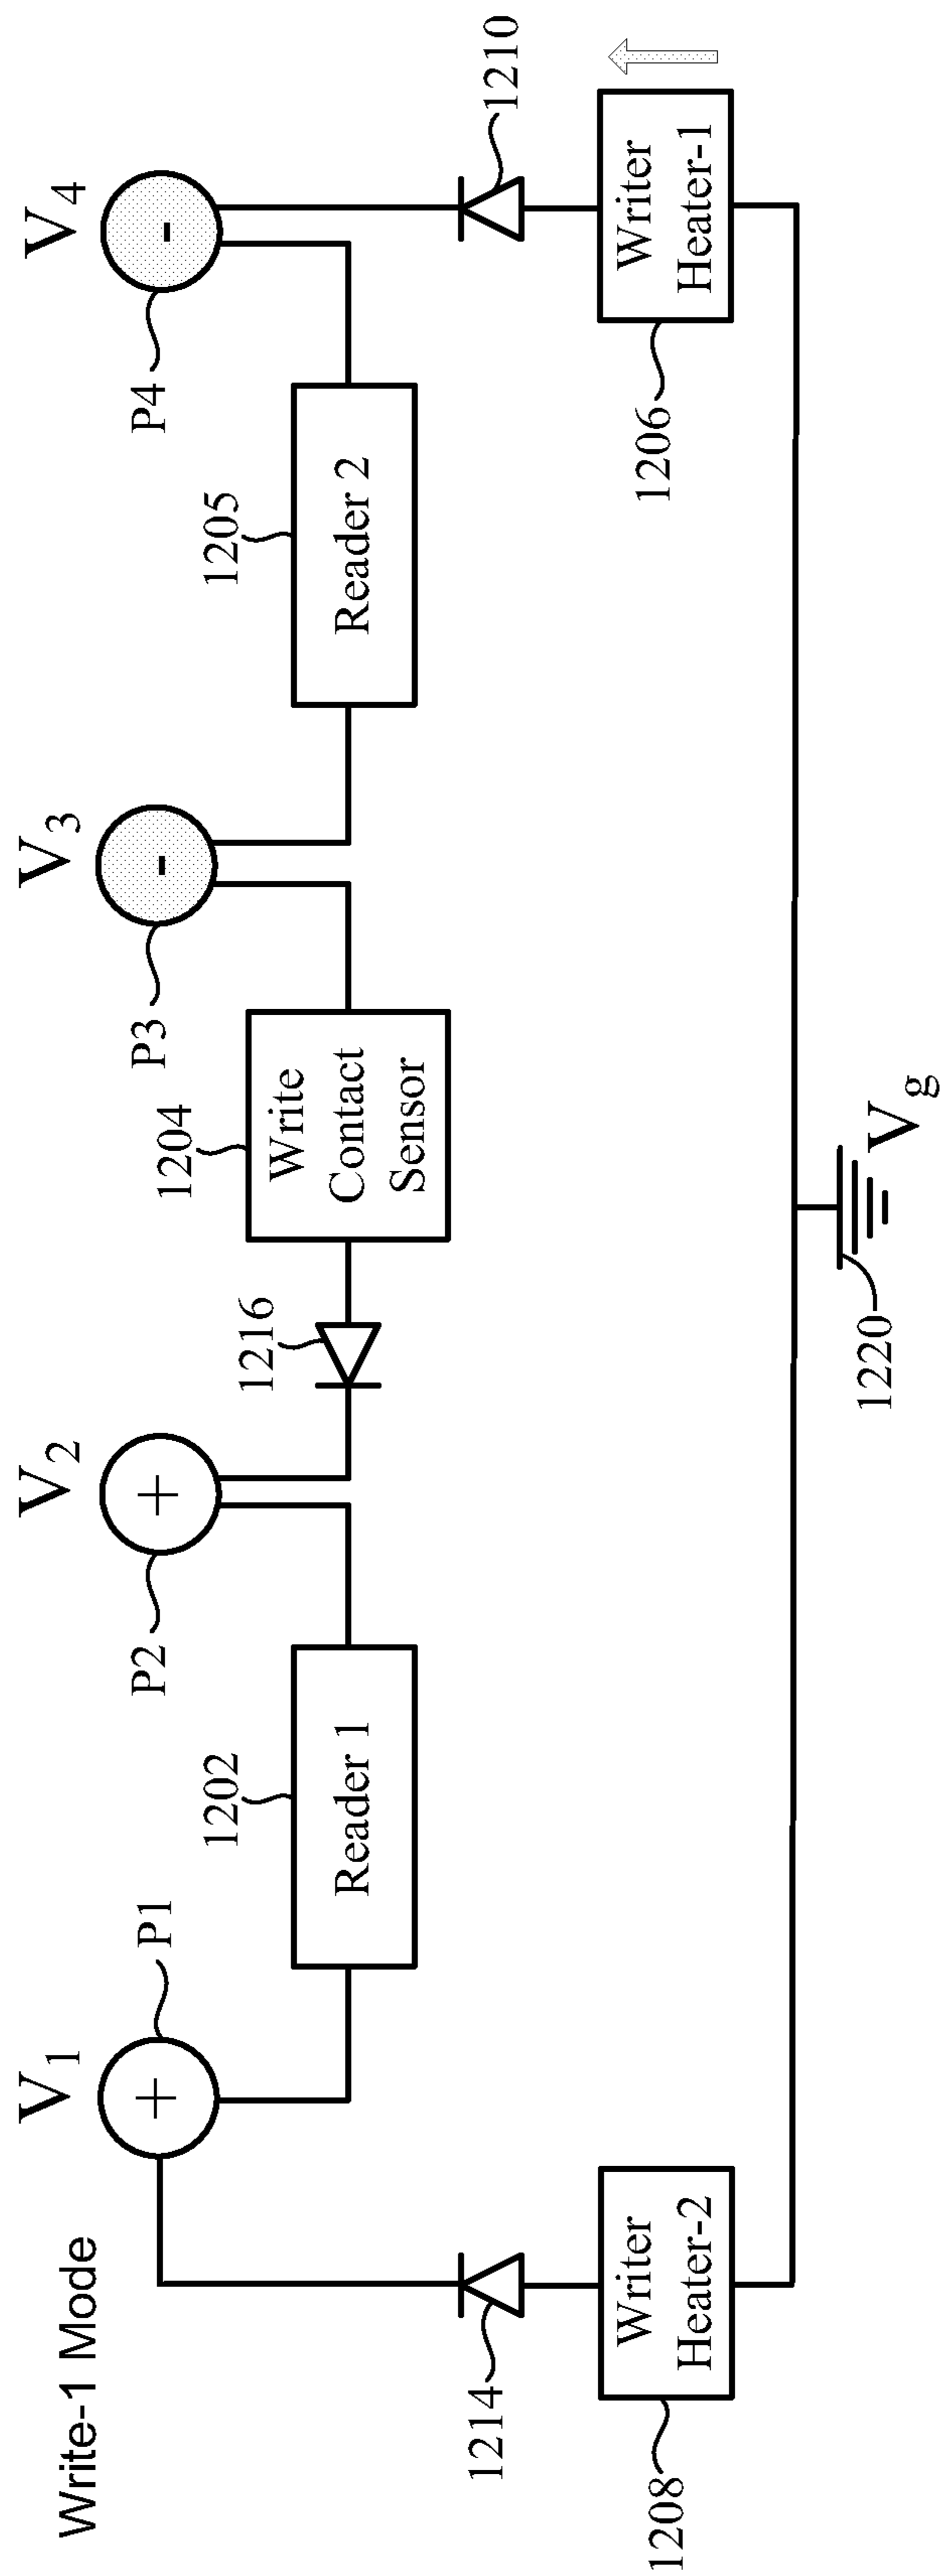 Write-1 Mode
V1
V2
V3
V4
+
+
-
-
P1
P2
P3
P4
1202
Reader 1
1216
1204
Write
Contact
Sensor
1205
Reader 2
1214
1210
1208
Writer
Heater-2
1206
Writer
Heater-1
1220
Vg